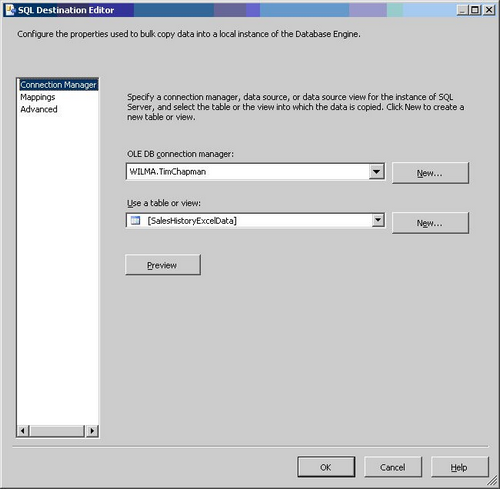 SQL Destination Editor
Configure the properties used to bulk copy data into a local instance of the Database Engine.
Connection Manager
Mappings
Advanced
Specify a connection manager, data source, or data source view for the instance of SQL
Server, and select the table or the view into which the data is copied. Click New to create a
new table or view.
OLE DB connection manager:
WILMA.TimChapman
New...
Use a table or view:
[SalesHistoryExcelData]
New...
Preview
OK
Cancel
Help